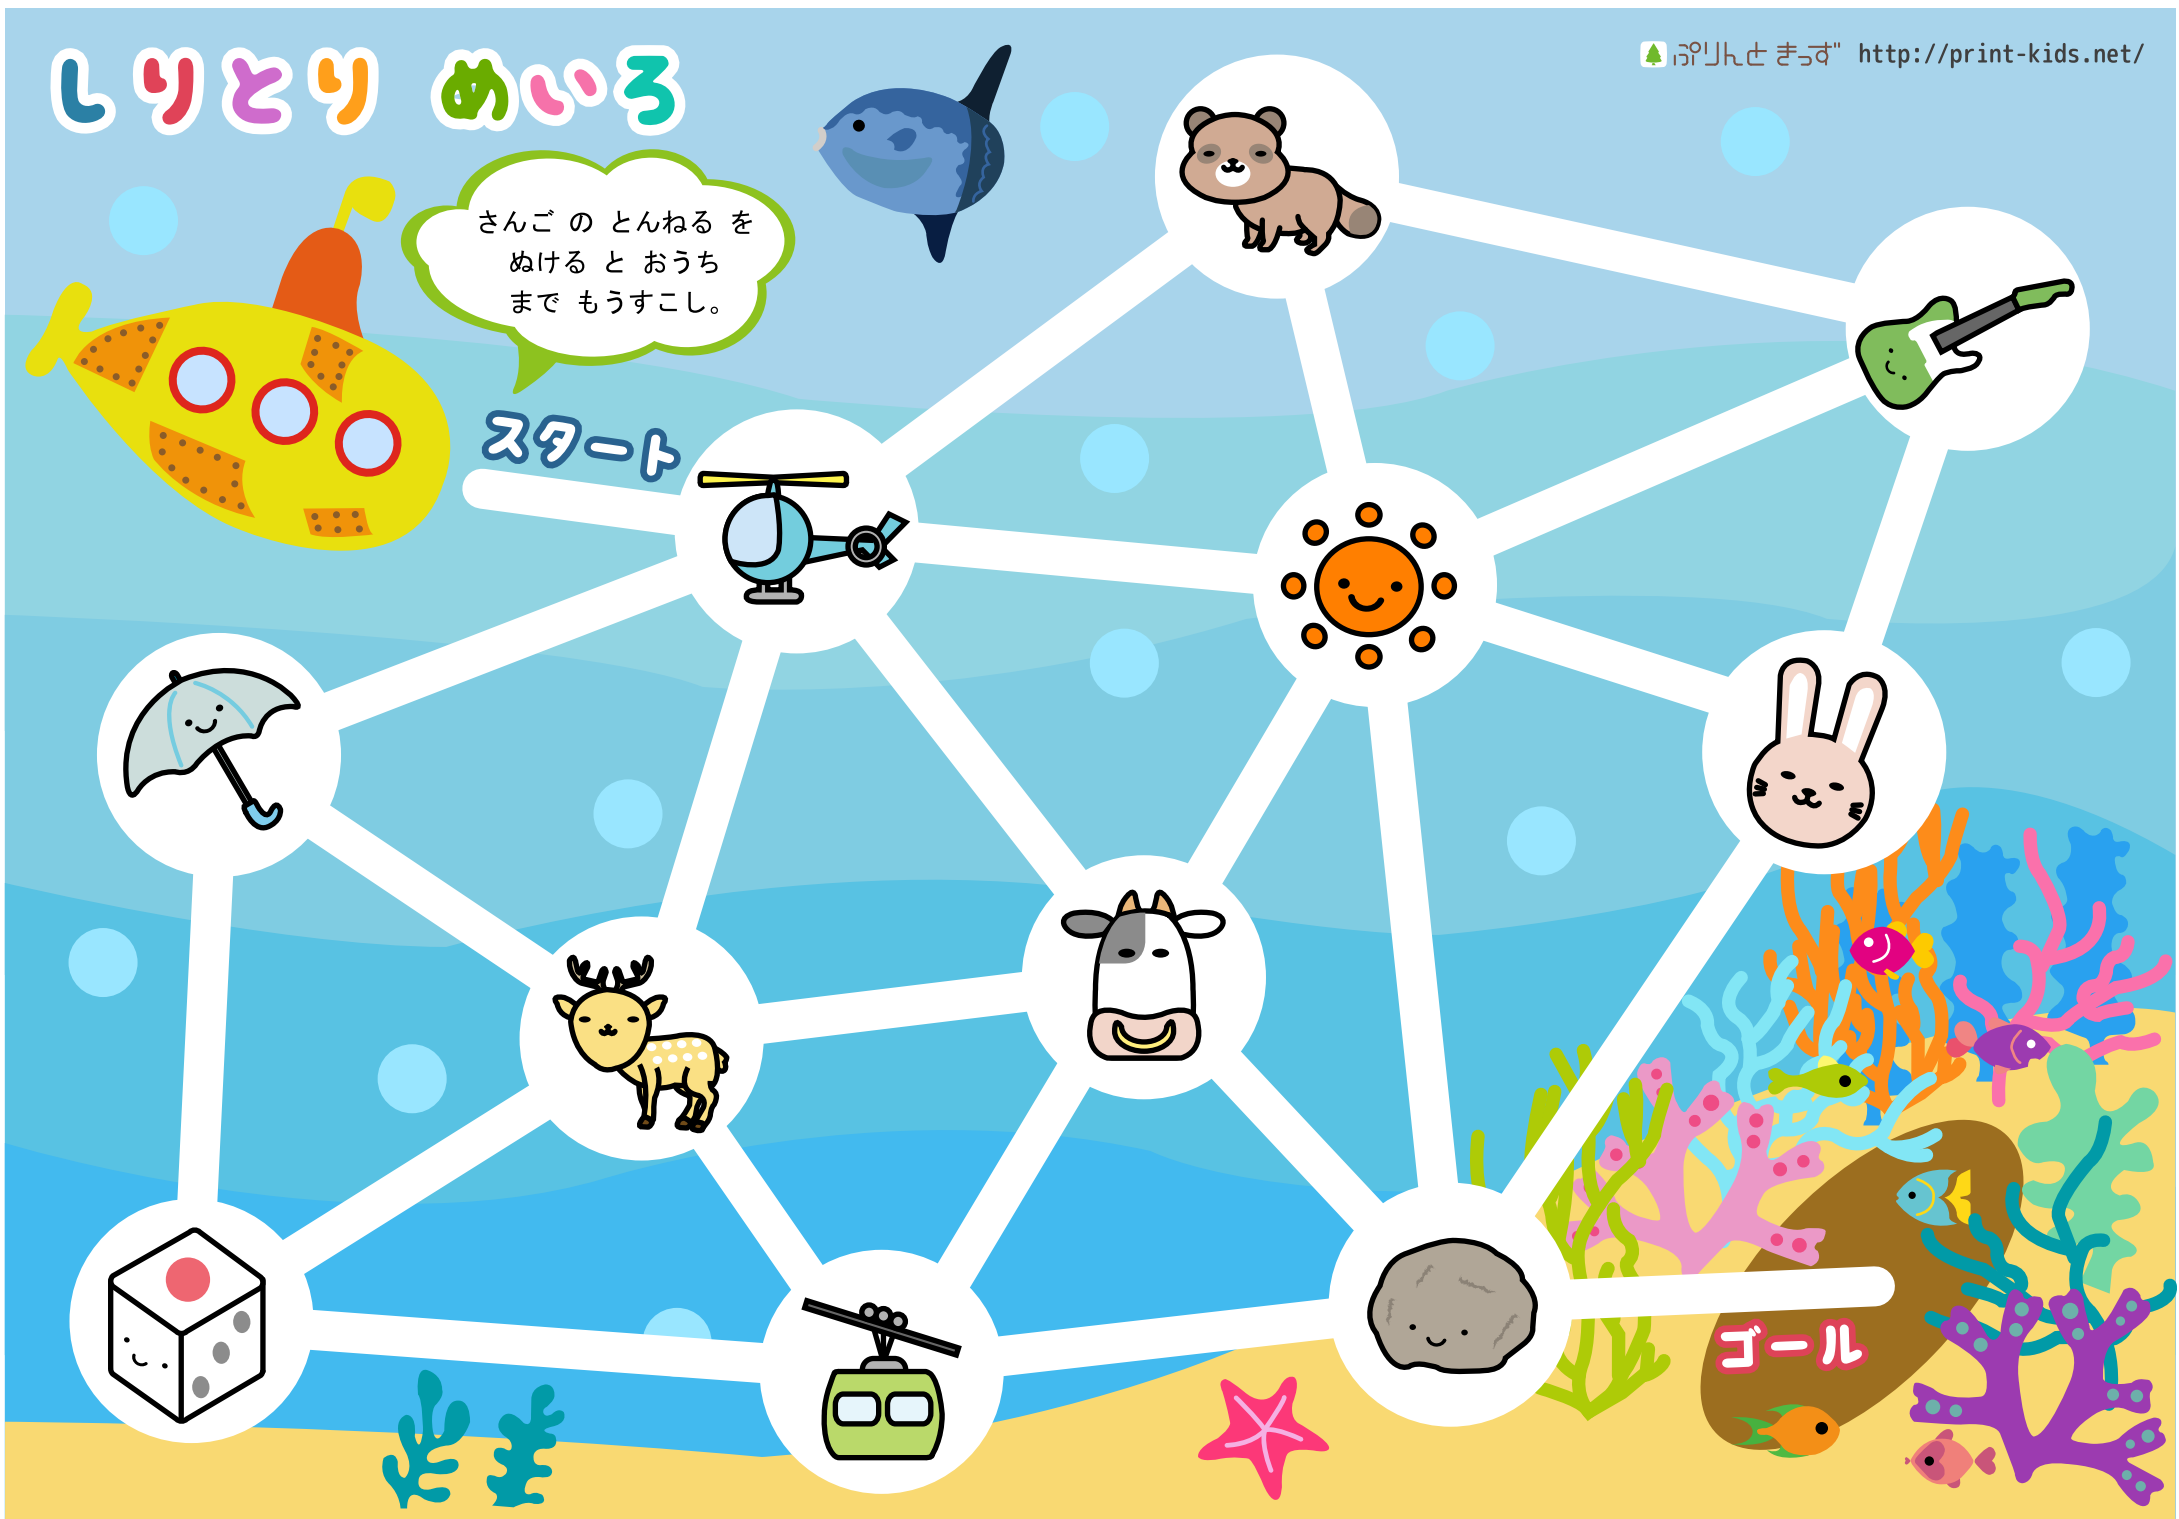 しりとり めいろ
ぷりんと きっず゛ http://print-kids.net/
さんご の とんねる を
ぬける と おうち
まで もうすこし。
スタート
ゴール